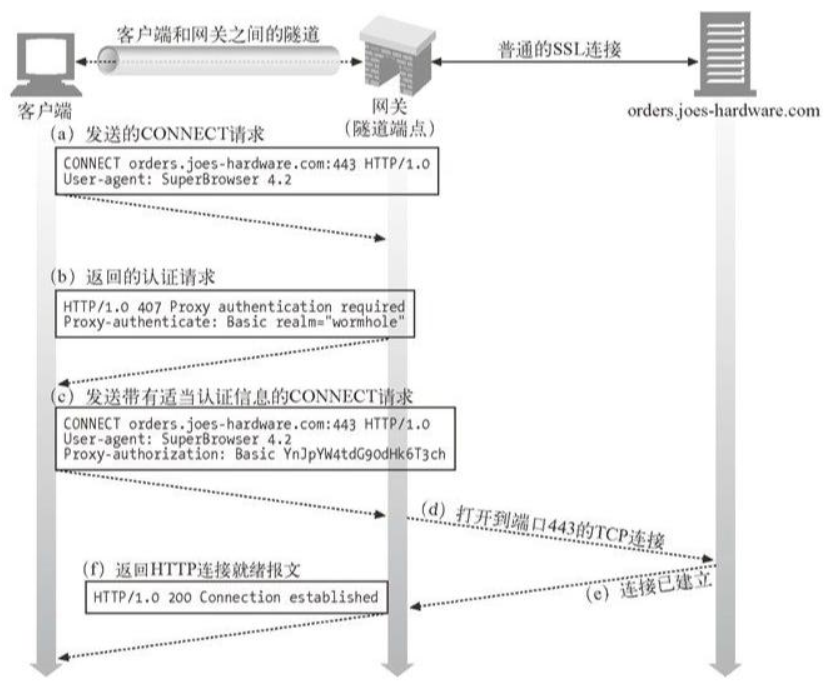 客户端和网关之间的隧道
普通的SSL连接
客户端
网关
(隧道端点)
orders.joes-hardware.com
(a) 发送的CONNECT请求
CONNECT orders.joes-hardware.com:443 HTTP/1.0
User-agent: SuperBrowser 4.2
(b) 返回的认证请求
HTTP/1.0 407 Proxy authentication required
Proxy-authenticate: Basic realm="wormhole"
(c) 发送带有适当认证信息的CONNECT请求
CONNECT orders.joes-hardware.com:443 HTTP/1.0
User-agent: SuperBrowser 4.2
Proxy-authorization: Basic YnJpYW4tdG90dHk6T3ch
(d) 打开到端口443的TCP连接
(e) 连接已建立
(f) 返回HTTP连接就绪报文
HTTP/1.0 200 Connection established